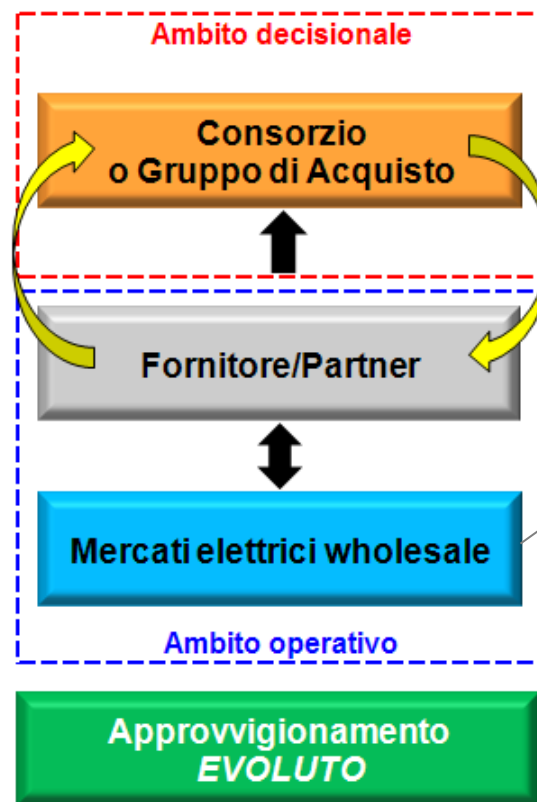 Ambito decisionale
Consorzio
o Gruppo di Acquisto
Fornitore/Partner
Mercati elettrici wholesale
Ambito operativo
Approvvigionamento
EVOLUTO